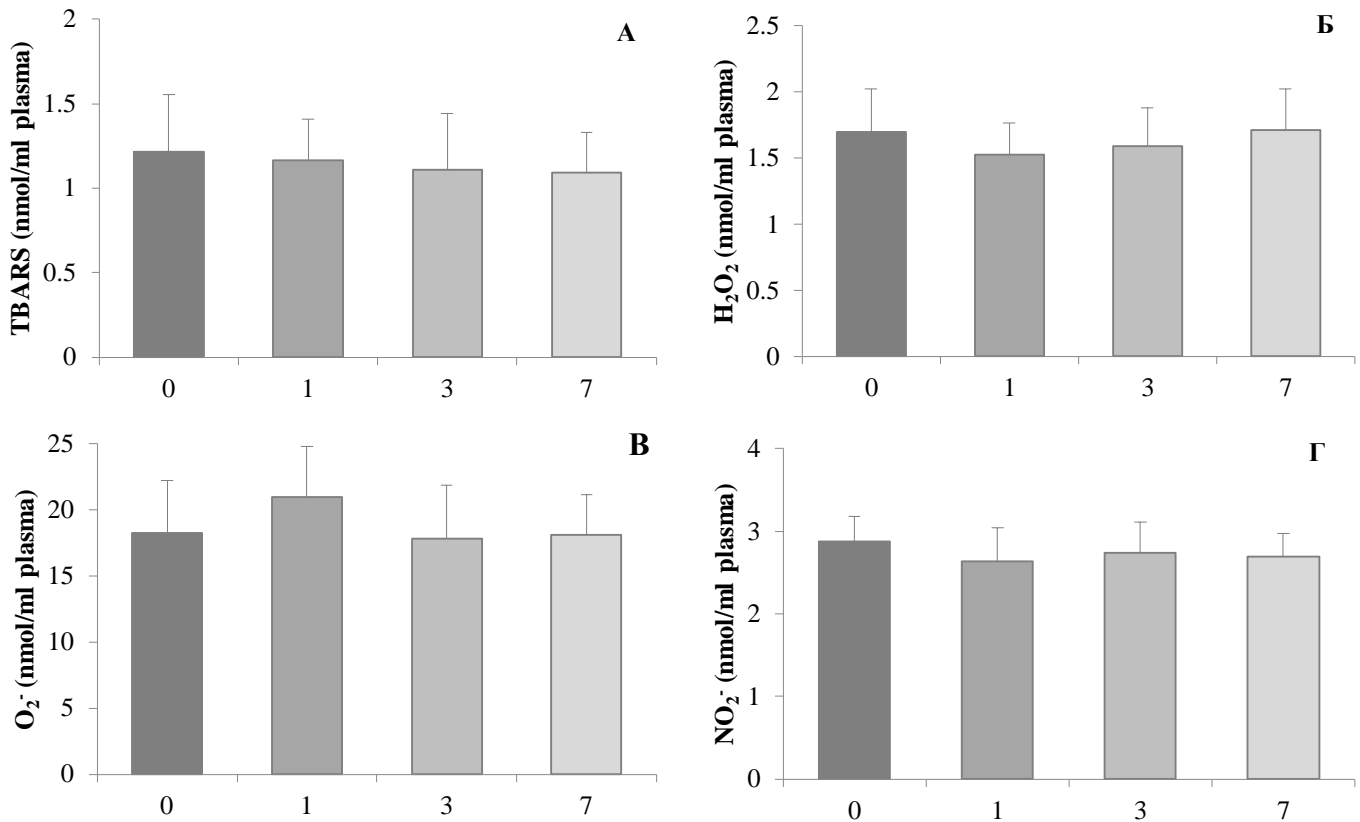 А
TBARS (nmol/ml plasma)
2
1.5
1
0.5
0
0 1 3 7
Б
H₂O₂ (nmol/ml plasma)
2.5
2
1.5
1
0.5
0
0 1 3 7
В
O₂⁻ (nmol/ml plasma)
25
20
15
10
5
0
0 1 3 7
Г
NO₂⁻ (nmol/ml plasma)
4
3
2
1
0
0 1 3 7